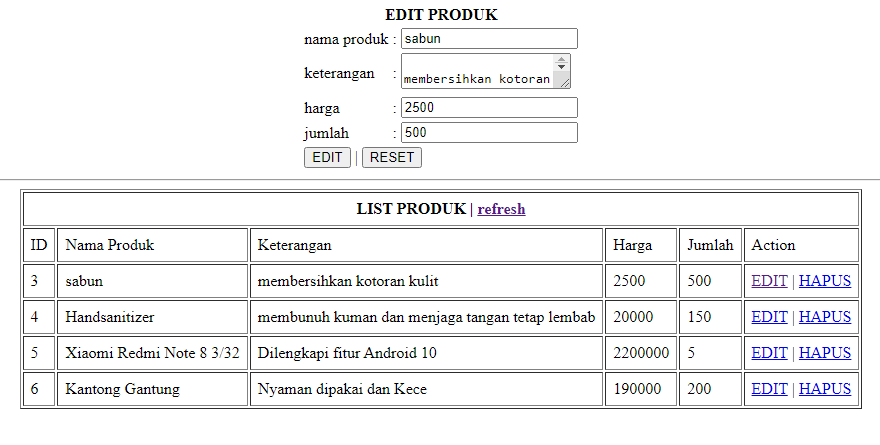 EDIT PRODUK
nama produk : sabun
keterangan : membersihkan kotoran
harga : 2500
jumlah : 500
EDIT | RESET
LIST PRODUK | refresh
ID Nama Produk Keterangan Harga Jumlah Action
3 sabun membersihkan kotoran kulit 2500 500 EDIT | HAPUS
4 Handsanitizer membunuh kuman dan menjaga tangan tetap lembab 20000 150 EDIT | HAPUS
5 Xiaomi Redmi Note 8 3/32 Dilengkapi fitur Android 10 2200000 5 EDIT | HAPUS
6 Kantong Gantung Nyaman dipakai dan Kece 190000 200 EDIT | HAPUS